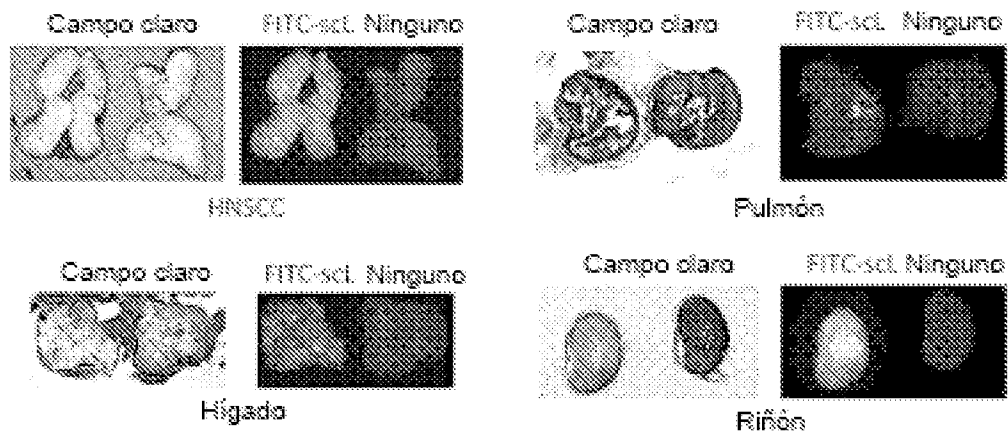 Campo claro FITC-scL Ninguno
HNSCC
Campo claro FITC-scL Ninguno
Pulmón
Campo claro FITC-scL Ninguno
Hígado
Campo claro FITC-scL Ninguno
Riñón